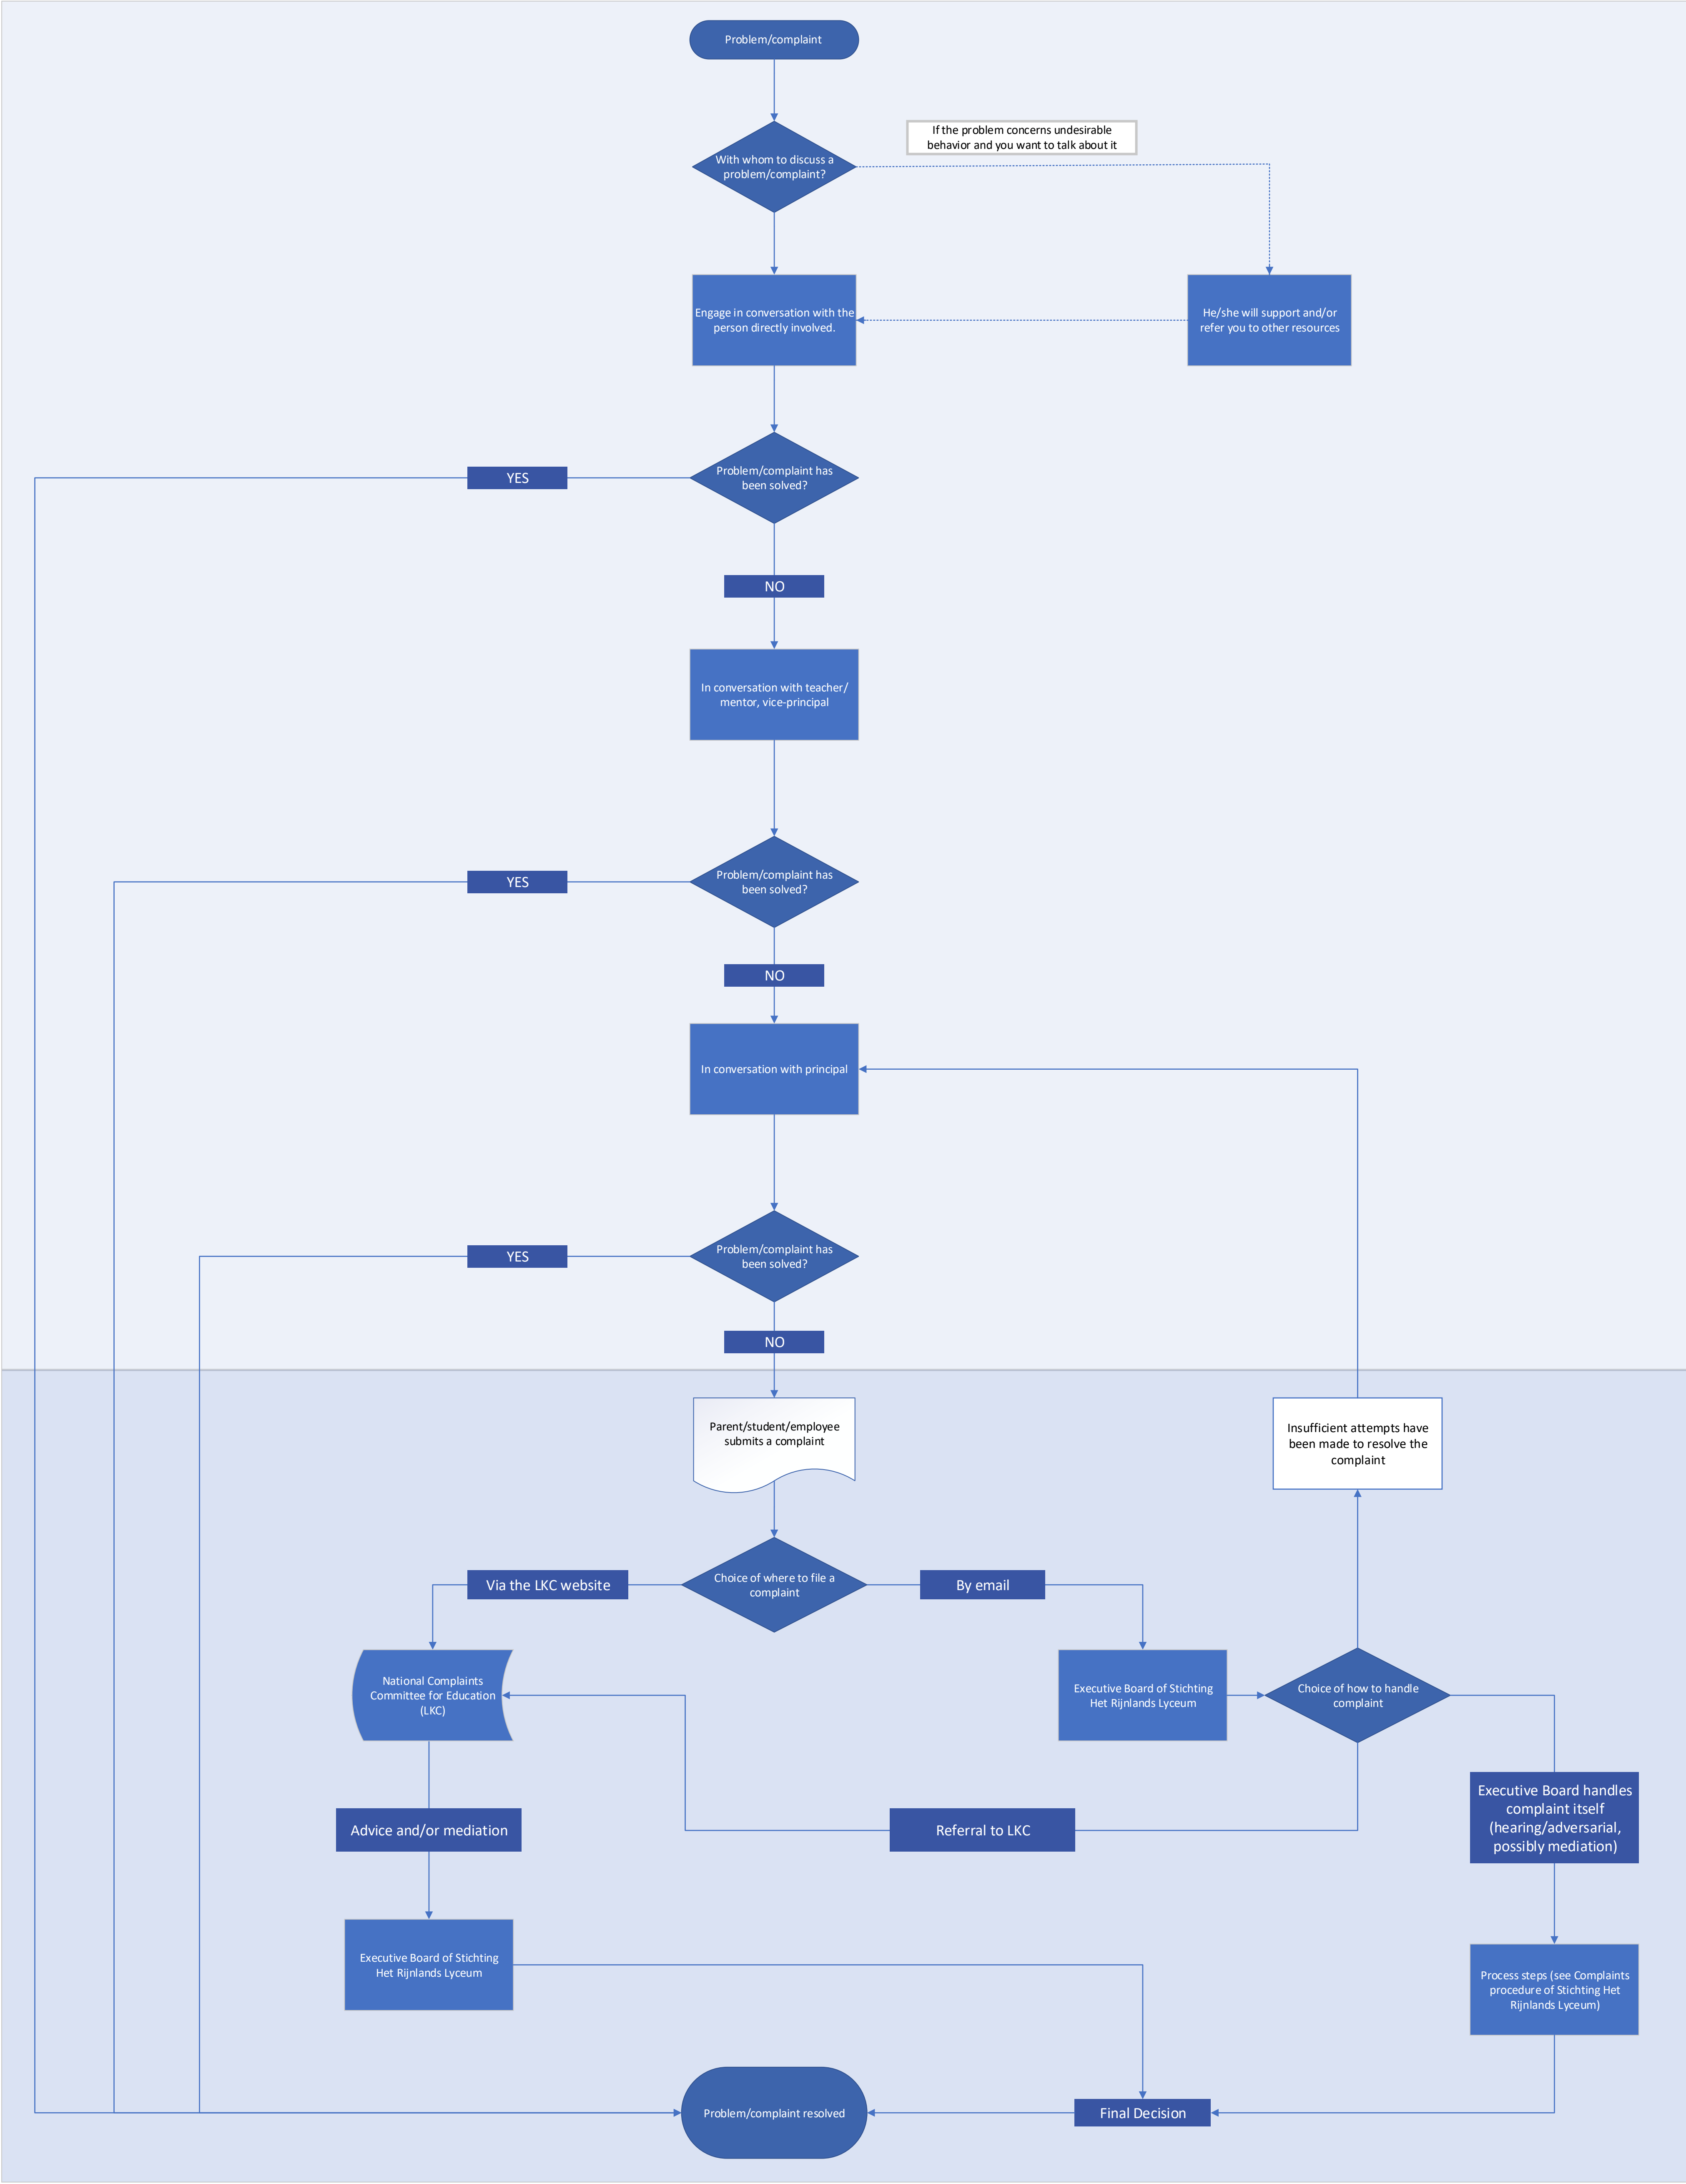 Problem/complaint
With whom to discuss a
problem/complaint?
If the problem concerns undesirable
behavior and you want to talk about it
Engage in conversation with the
person directly involved.
He/she will support and/or
refer you to other resources
Problem/complaint has
been solved?
YES
NO
In conversation with teacher/
mentor, vice-principal
Problem/complaint has
been solved?
YES
NO
In conversation with principal
Problem/complaint has
been solved?
YES
NO
Parent/student/employee
submits a complaint
Insufficient attempts have
been made to resolve the
complaint
Choice of where to file a
complaint
Via the LKC website
By email
National Complaints
Committee for Education
(LKC)
Executive Board of Stichting
Het Rijnlands Lyceum
Choice of how to handle
complaint
Advice and/or mediation
Referral to LKC
Executive Board handles
complaint itself
(hearing/adversarial,
possibly mediation)
Executive Board of Stichting
Het Rijnlands Lyceum
Process steps (see Complaints
procedure of Stichting Het
Rijnlands Lyceum)
Problem/complaint resolved
Final Decision